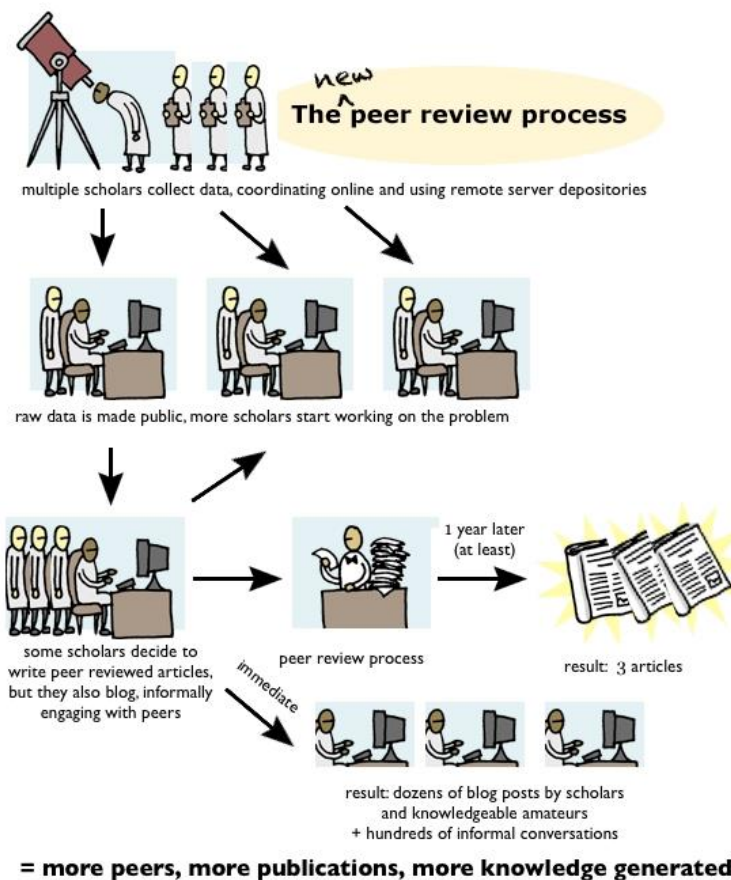 new
The peer review process
multiple scholars collect data, coordinating online and using remote server depositories
raw data is made public, more scholars start working on the problem
1 year later
(at least)
some scholars decide to
write peer reviewed articles,
but they also blog, informally
engaging with peers
peer review process
result: 3 articles
immediate
result: dozens of blog posts by scholars
and knowledgeable amateurs
+ hundreds of informal conversations
= more peers, more publications, more knowledge generated